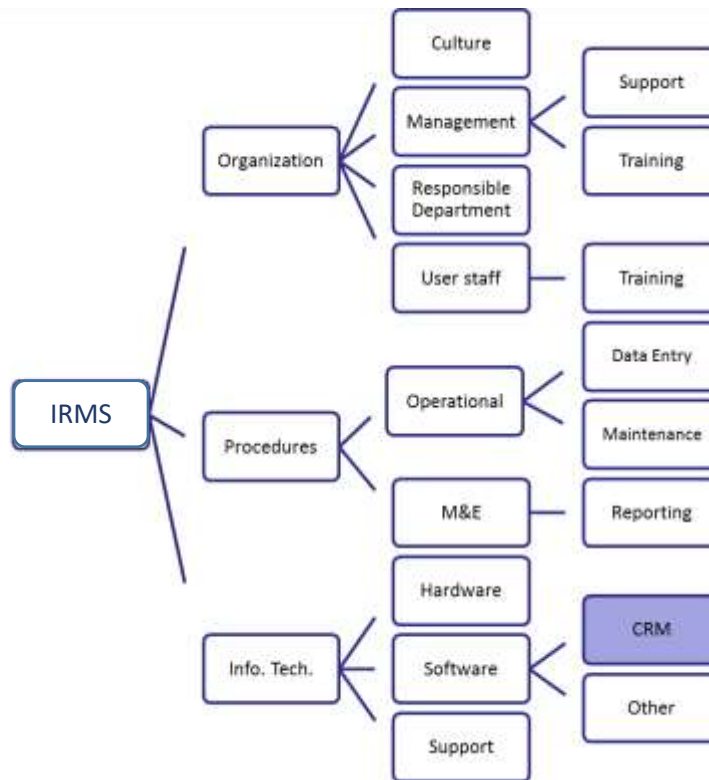 IRMS
Organization
Culture
Management
Support
Training
Responsible
Department
User staff
Training
Procedures
Operational
Data Entry
Maintenance
M&E
Reporting
Info. Tech.
Hardware
Software
CRM
Other
Support